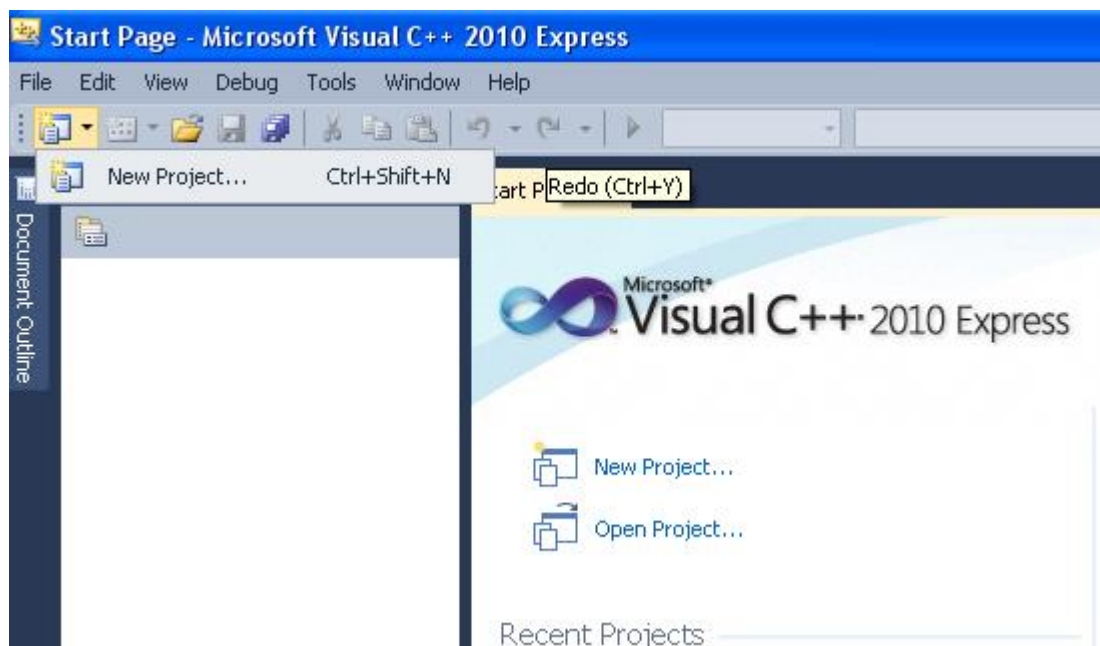 Start Page - Microsoft Visual C++ 2010 Express
File Edit View Debug Tools Window Help
New Project... Ctrl+Shift+N
tart P Redo (Ctrl+Y)
Document Outline
Microsoft®
Visual C++ 2010 Express
New Project...
Open Project...
Recent Projects